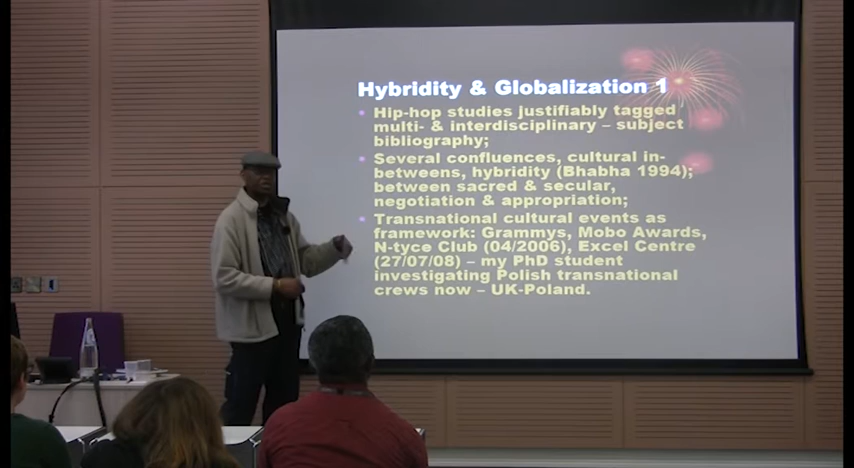 Hybridity & Globalization 1
Hip-hop studies justifiably tagged
multi- & interdisciplinary – subject
bibliography;
Several confluences, cultural in-
betweens, hybridity (Bhabha 1994);
between sacred & secular,
negotiation & appropriation;
Transnational cultural events as
framework: Grammys, Mobo Awards,
N-tyce Club (04/2006), Excel Centre
(27/07/08) – my PhD student
investigating Polish transnational
crews now – UK-Poland.